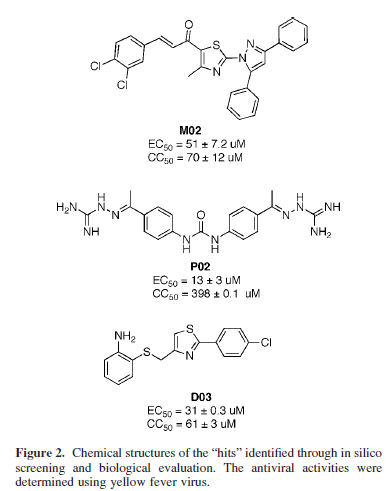 O
S
N
N
N
Cl
Cl
M02
EC50 = 51 ± 7.2 uM
CC50 = 70 ± 12 uM
H2N
H
N
N
NH
O
N
H
N
H
N
H
N
NH
NH2
P02
EC50 = 13 ± 3 uM
CC50 = 398 ± 0.1 uM
NH2
S
S
N
Cl
D03
EC50 = 31 ± 0.3 uM
CC50 = 61 ± 3 uM
Figure 2. Chemical structures of the “hits” identified through in silico
screening and biological evaluation. The antiviral activities were
determined using yellow fever virus.